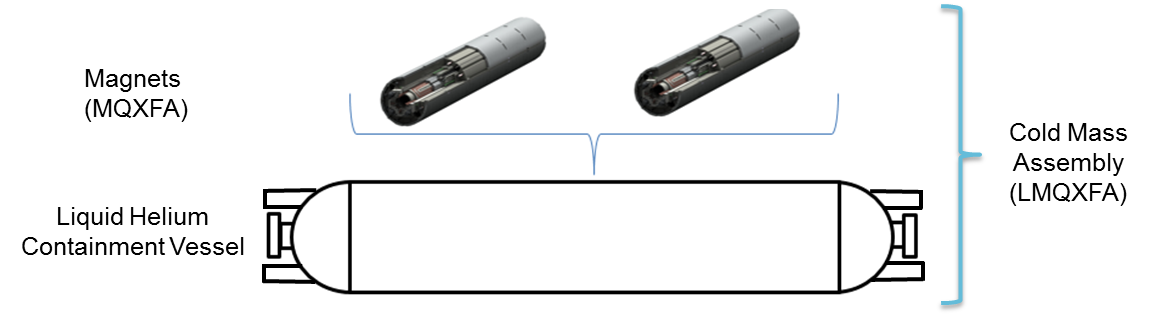 Magnets
(MQXFA)
Cold Mass
Assembly
(LMQXFA)
Liquid Helium
Containment Vessel